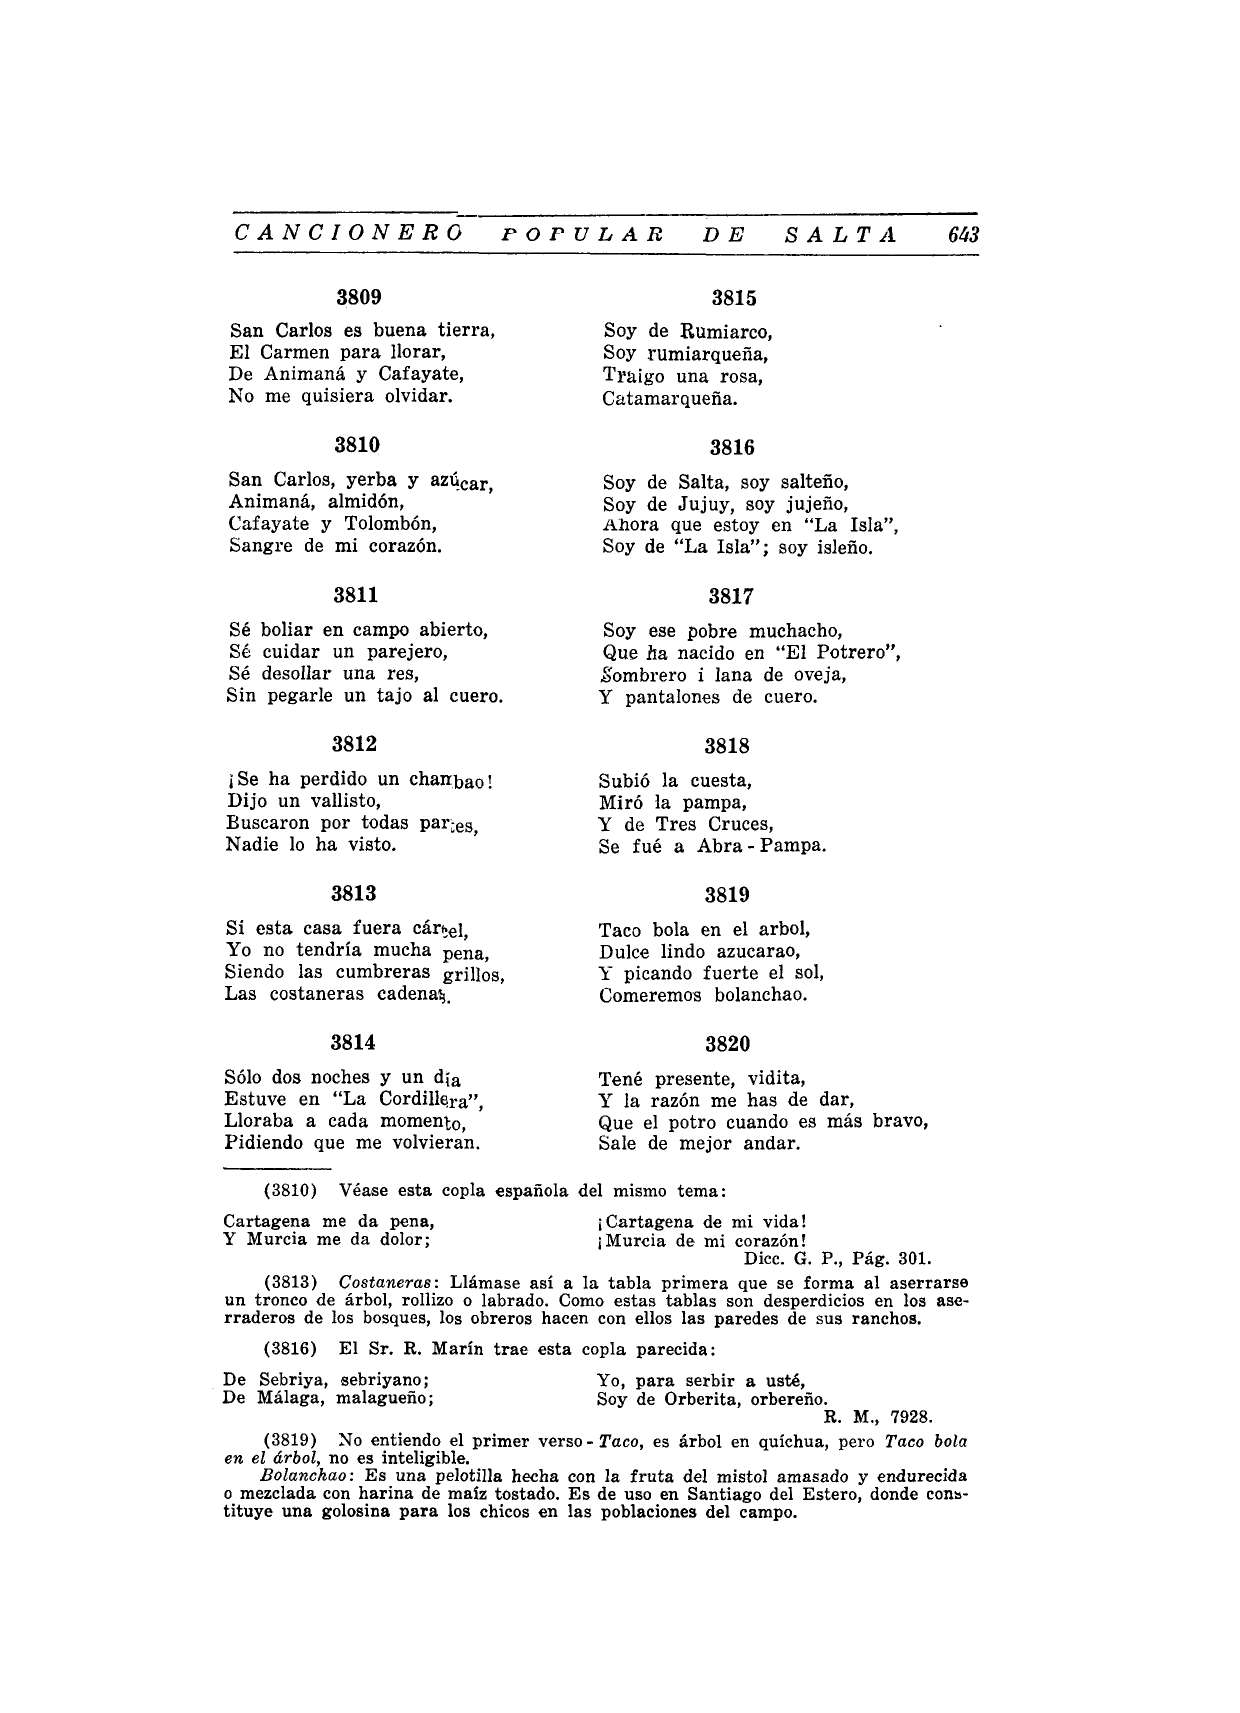 CANCIONERO POPULAR DE SALTA 643
3809
San Carlos es buena tierra,
El Carmen para llorar,
De Animaná y Cafayate,
No me quisiera olvidar.
3810
San Carlos, yerba y azúcar,
Animaná, almidón,
Cafayate y Tolombón,
Sangre de mi corazón.
3811
Sé boliar en campo abierto,
Sé cuidar un parejero,
Sé desollar una res,
Sin pegarle un tajo al cuero.
3812
¡Se ha perdido un chambao!
Dijo un vallisto,
Buscaron por todas partes,
Nadie lo ha visto.
3813
Si esta casa fuera cárcel,
Yo no tendría mucha pena,
Siendo las cumbreras grillos,
Las costaneras cadenas.
3814
Sólo dos noches y un día
Estuve en “La Cordillera”,
Lloraba a cada momento,
Pidiendo que me volvieran.
3815
Soy de Rumiarco,
Soy rumiarqueña,
Traigo una rosa,
Catamarqueña.
3816
Soy de Salta, soy salteño,
Soy de Jujuy, soy jujeño,
Ahora que estoy en “La Isla”,
Soy de “La Isla”; soy isleño.
3817
Soy ese pobre muchacho,
Que ha nacido en “El Potrero”,
Sombrero i lana de oveja,
Y pantalones de cuero.
3818
Subió la cuesta,
Miró la pampa,
Y de Tres Cruces,
Se fué a Abra - Pampa.
3819
Taco bola en el arbol,
Dulce lindo azucarao,
Y picando fuerte el sol,
Comeremos bolanchao.
3820
Tené presente, vidita,
Y la razón me has de dar,
Que el potro cuando es más bravo,
Sale de mejor andar.
(3810) Véase esta copla española del mismo tema:
Cartagena me da pena,
Y Murcia me da dolor;
¡Cartagena de mi vida!
¡Murcia de mi corazón!
Dicc. G. P., Pág. 301.
(3813) Costaneras: Llámase así a la tabla primera que se forma al aserrarse
un tronco de árbol, rollizo o labrado. Como estas tablas son desperdicios en los ase-
rraderos de los bosques, los obreros hacen con ellos las paredes de sus ranchos.
(3816) El Sr. R. Marín trae esta copla parecida:
De Sebriya, sebriyano;
De Málaga, malagueño;
Yo, para serbir a usté,
Soy de Orberita, orbereño.
R. M., 7928.
(3819) No entiendo el primer verso - Taco, es árbol en quíchua, pero Taco bola
en el árbol, no es inteligible.
Bolanchao: Es una pelotilla hecha con la fruta del mistol amasado y endurecida
o mezclada con harina de maíz tostado. Es de uso en Santiago del Estero, donde cons-
tituye una golosina para los chicos en las poblaciones del campo.